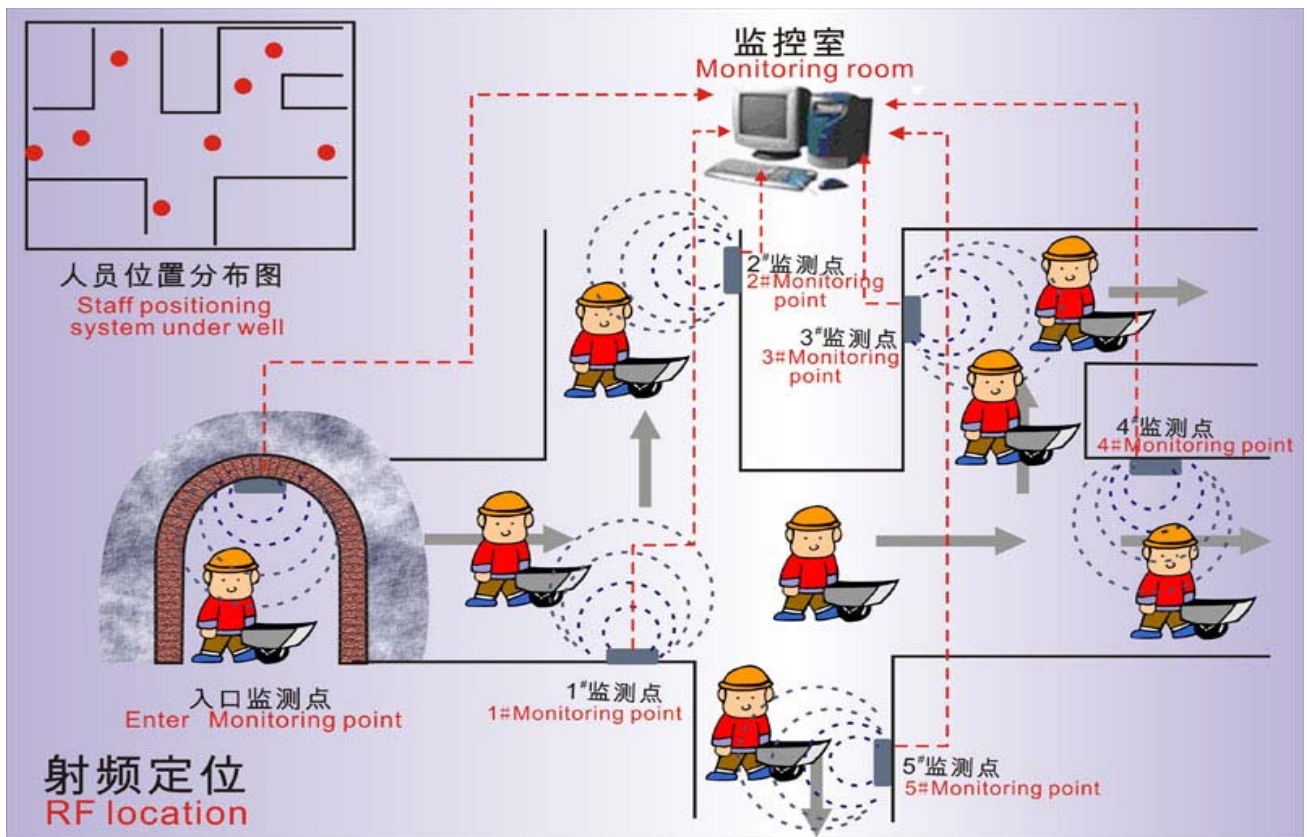 监控室
Monitoring room
人员位置分布图
Staff positioning
system under well
2#监测点
2#Monitoring
point
3#监测点
3#Monitoring
point
4#监测点
4#Monitoring point
入口监测点
Enter Monitoring point
1#监测点
1#Monitoring point
5#监测点
5#Monitoring point
射频定位
RF location